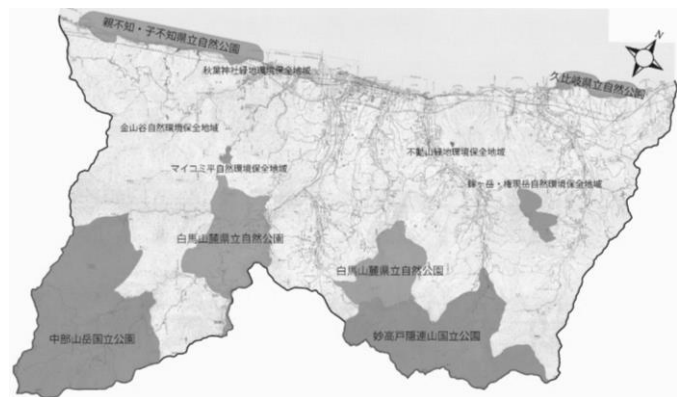 親不知・子不知県立自然公園
N
秋葉神社緑地環境保全地域
久比岐県立自然公園
金山谷自然環境保全地域
不動山緑地環境保全地域
マイコミ平自然環境保全地域
鉾ヶ岳・権現岳自然環境保全地域
白馬山麓県立自然公園
白馬山麓県立自然公園
中部山岳国立公園
妙高戸隠連山国立公園